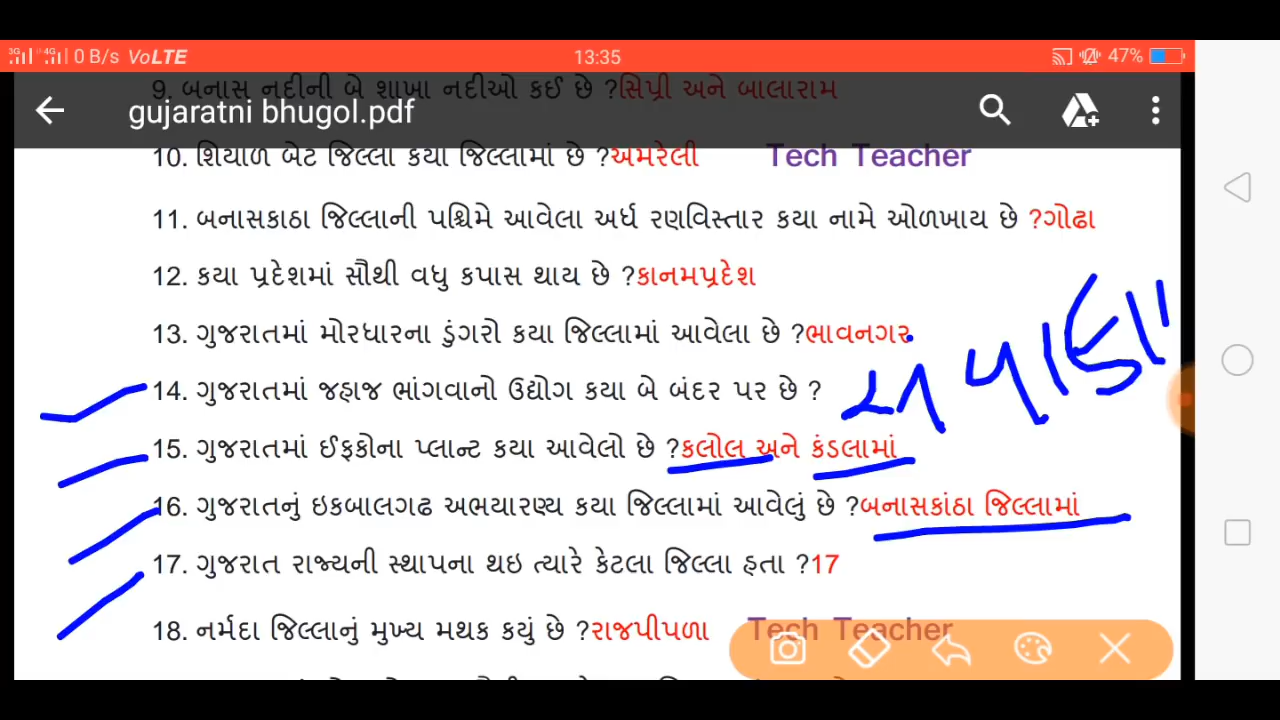 3G 4G 0 B/s VoLTE 13:35 47%
9. બનાસ નદીની બે શાખા નદીઓ કઈ છે ?સિપ્રી અને બાલારામ
gujaratni bhugol.pdf
10. શિયાળ બેટ જિલ્લા કયા જિલ્લામાં છે ?અમરેલી Tech Teacher
11. બનાસકાઠા જિલ્લાની પશ્ચિમે આવેલા અર્ધ રણવિસ્તાર કયા નામે ઓળખાય છે ?ગોઢા
12. કયા પ્રદેશમાં સૌથી વધુ કપાસ થાય છે ?કાનમપ્રદેશ
13. ગુજરાતમાં મોરધારના ડુંગરો કયા જિલ્લામાં આવેલા છે ?ભાવનગર
14. ગુજરાતમાં જહાજ ભાંગવાનો ઉદ્યોગ કયા બે બંદર પર છે ?
15. ગુજરાતમાં ઈફકોના પ્લાન્ટ કયા આવેલો છે ?કલોલ અને કંડલામાં
16. ગુજરાતનું ઇકબાલગઢ અભયારણ્ય કયા જિલ્લામાં આવેલું છે ?બનાસકાંઠા જિલ્લામાં
17. ગુજરાત રાજ્યની સ્થાપના થઇ ત્યારે કેટલા જિલ્લા હતા ?17
18. નર્મદા જિલ્લાનું મુખ્ય મથક કયું છે ?રાજપીપળા Tech Teacher